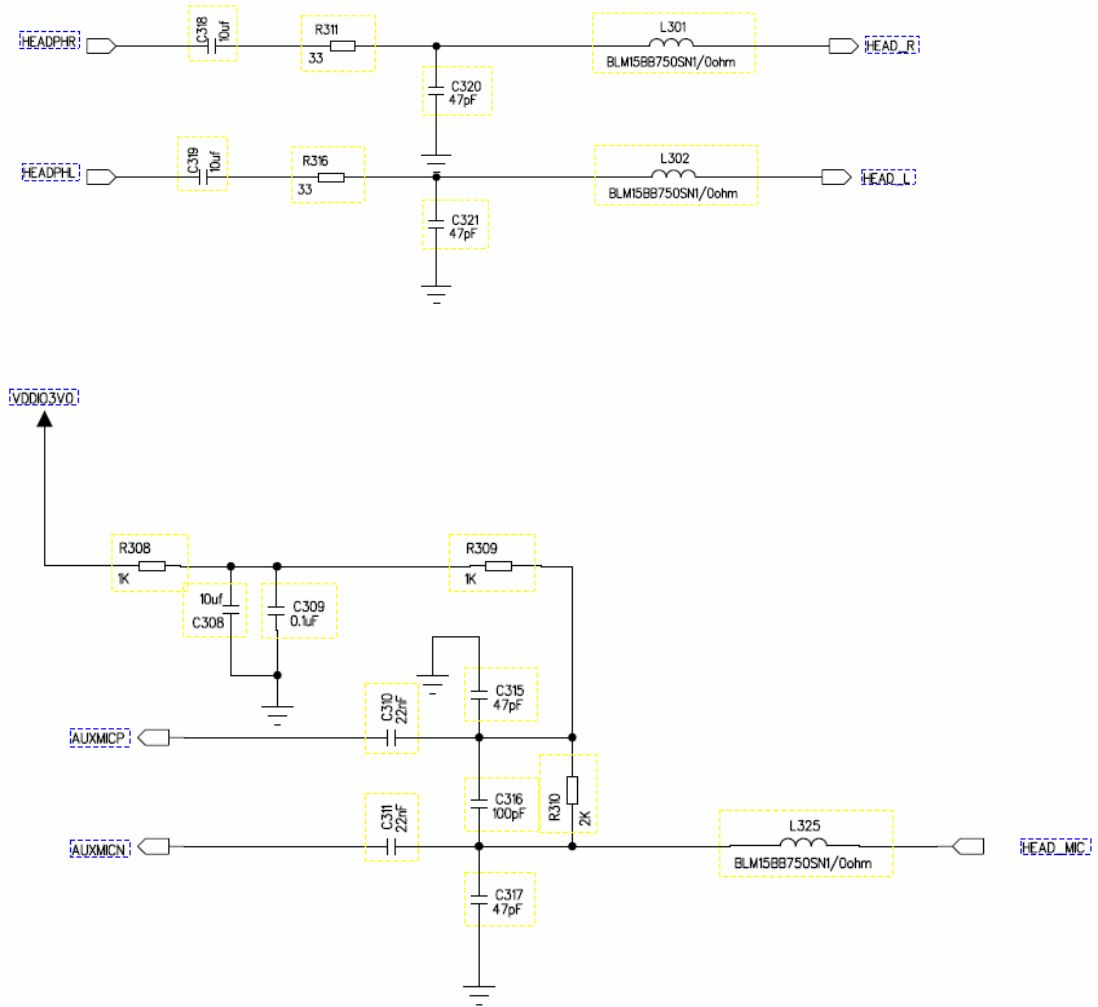 C318
10uf
R311
33
L301
BLM15BB750SN1/0ohm
HEADPHR
HEAD_R
C320
47pF
C319
10uf
R316
33
L302
BLM15BB750SN1/0ohm
HEADPHL
HEAD_L
C321
47pF
VDDIO3V0
R308
1K
R309
1K
10uf
C308
C309
0.1uF
C315
47pF
C310
22nF
AUXMICP
C316
100pF
R310
2K
C311
22nF
AUXMICN
L325
BLM15BB750SN1/0ohm
HEAD_MIC
C317
47pF